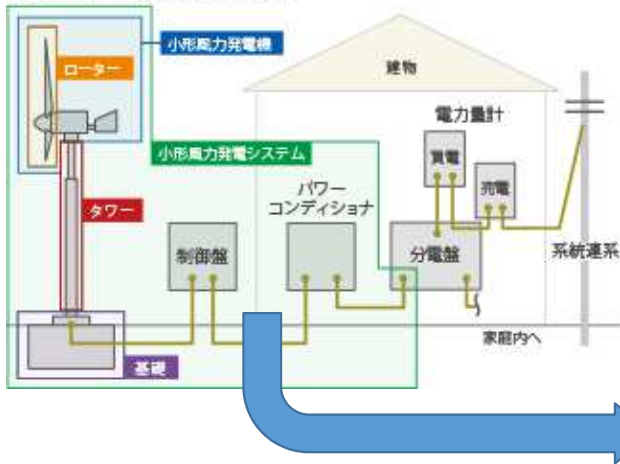 小形風力発電機
ローター
建物
電力量計
買電
売電
小形風力発電システム
パワー
コンディショナ
タワー
制御盤
分電盤
系統連系
家庭内へ
基礎